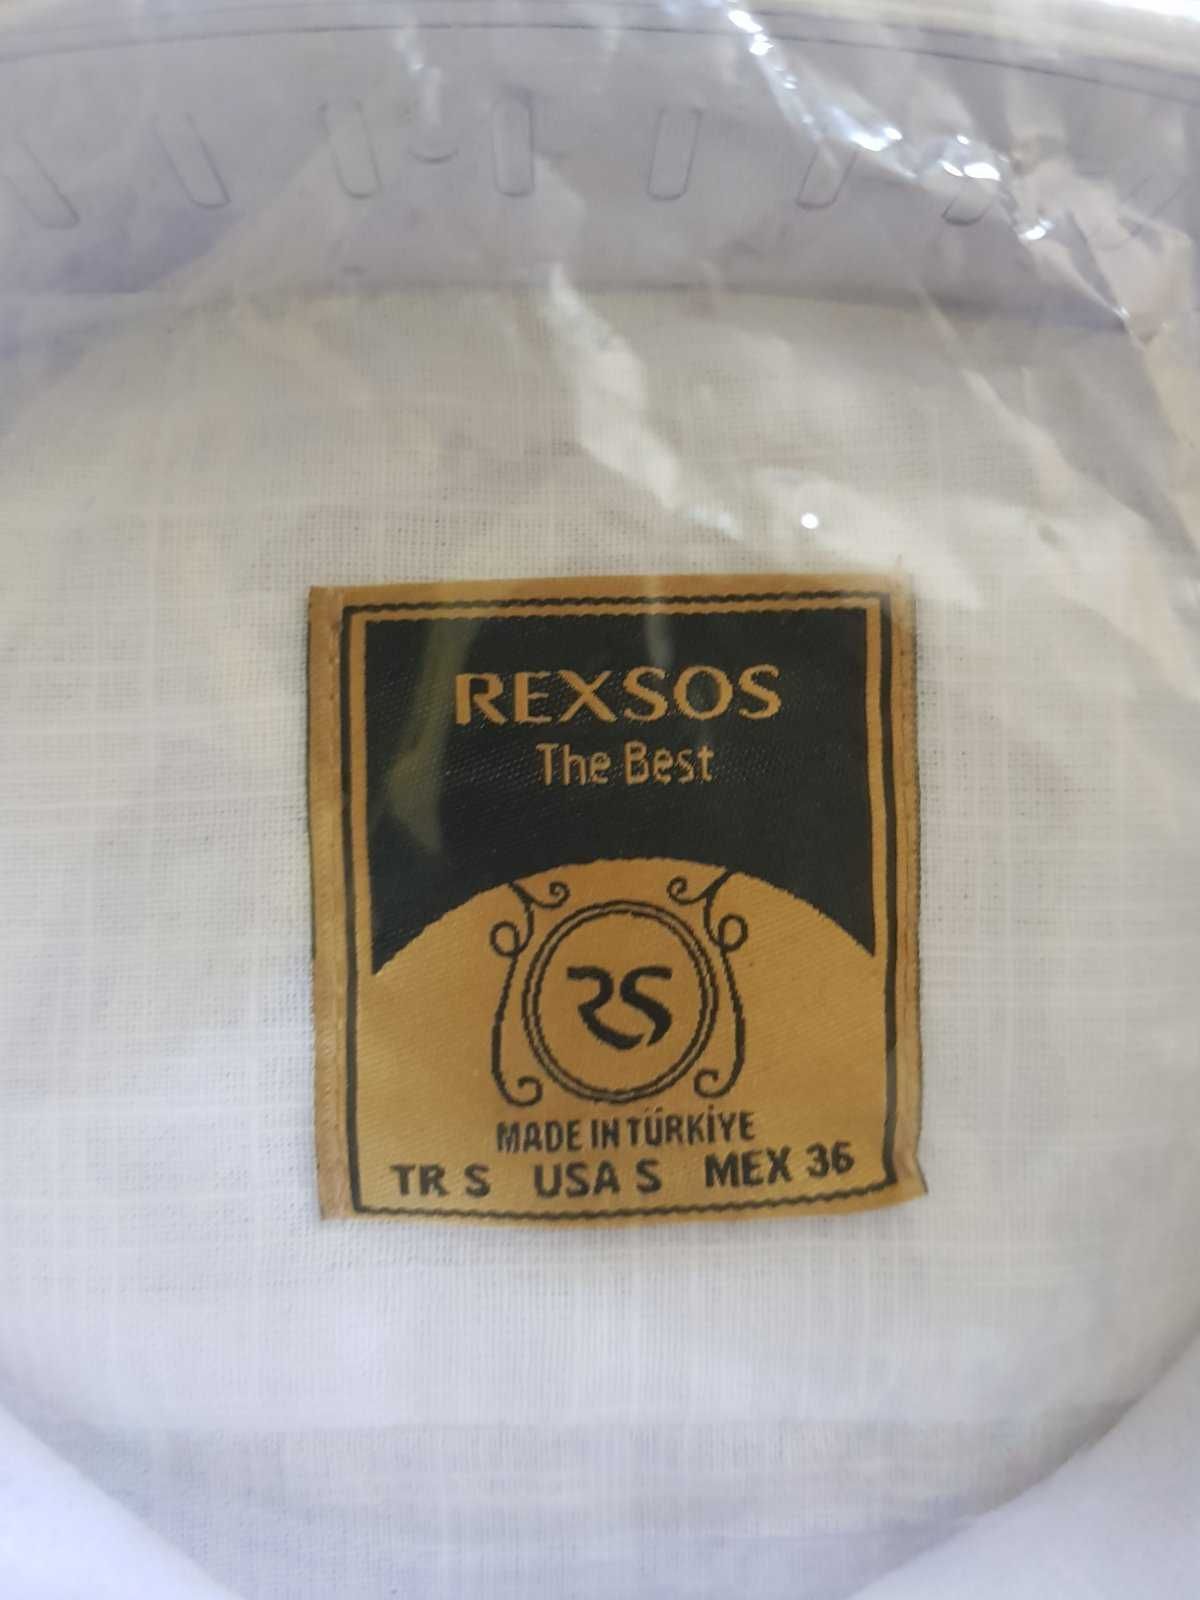 REXSOS
The Best
RS
MADE IN TÜRKİYE
TR S USA S MEX 36